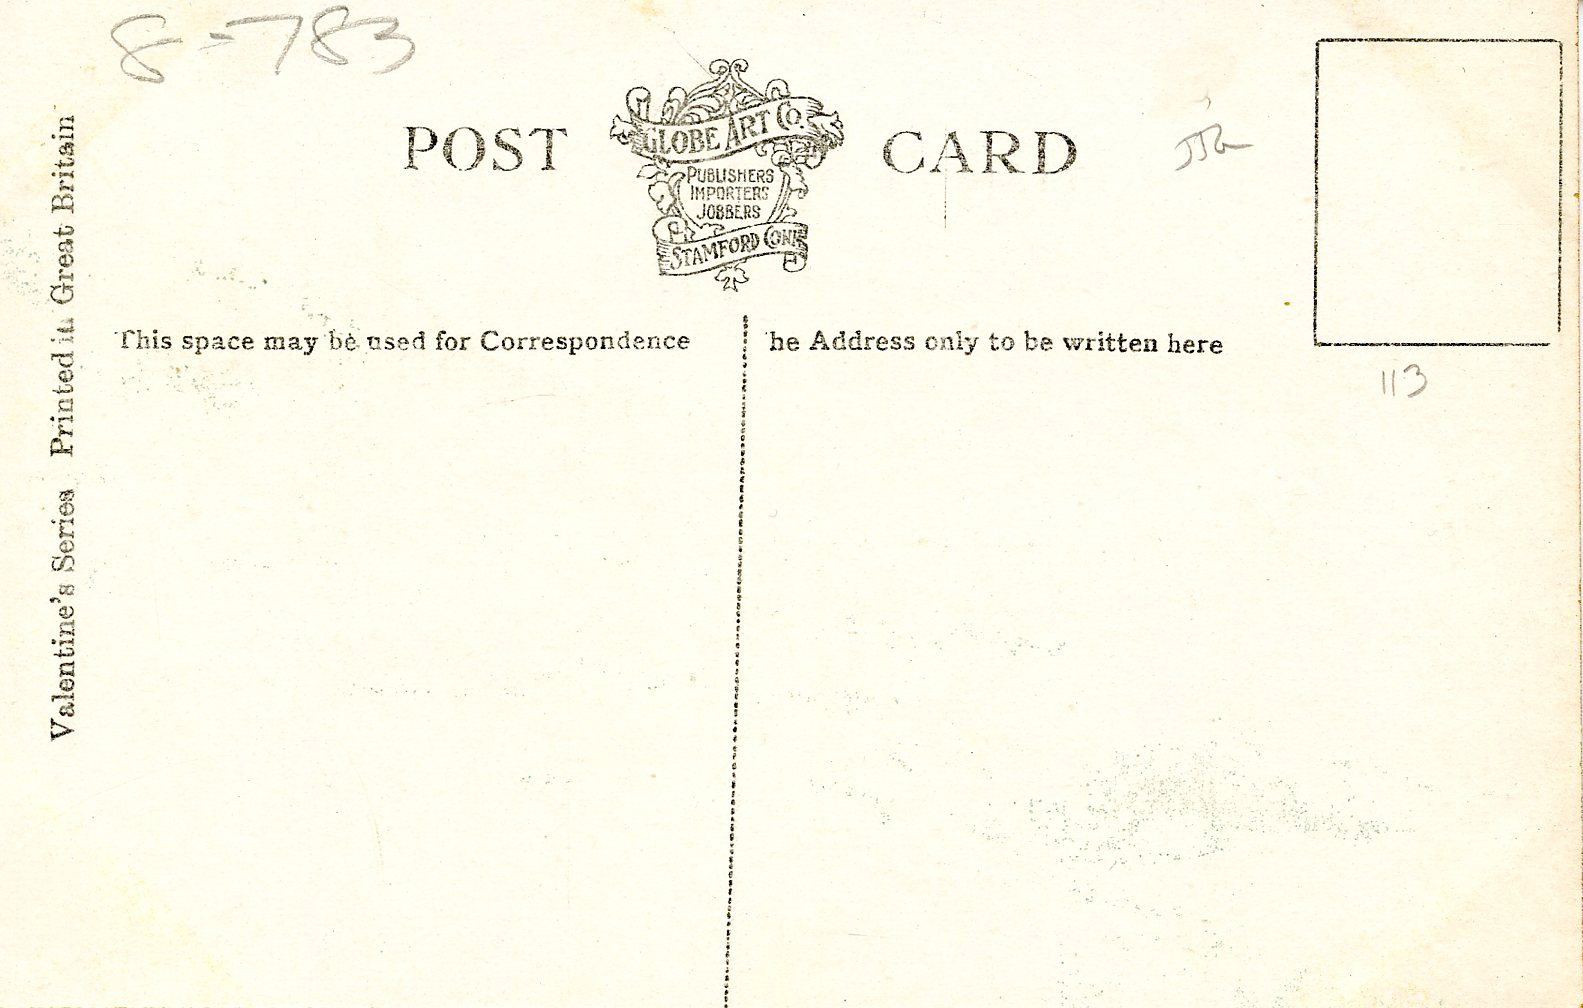 8-783
POST CARD
GLOBE ART CO.
PUBLISHERS
IMPORTERS
JOBBERS
STAMFORD CONN
This space may be used for Correspondence
he Address only to be written here
113
Valentine's Series Printed in Great Britain